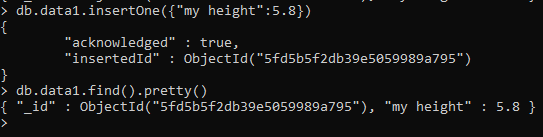 > db.data1.insertOne({"my height":5.8})
{
        "acknowledged" : true,
        "insertedId" : ObjectId("5fd5b5f2db39e5059989a795")
}
> db.data1.find().pretty()
{ "_id" : ObjectId("5fd5b5f2db39e5059989a795"), "my height" : 5.8 }
>